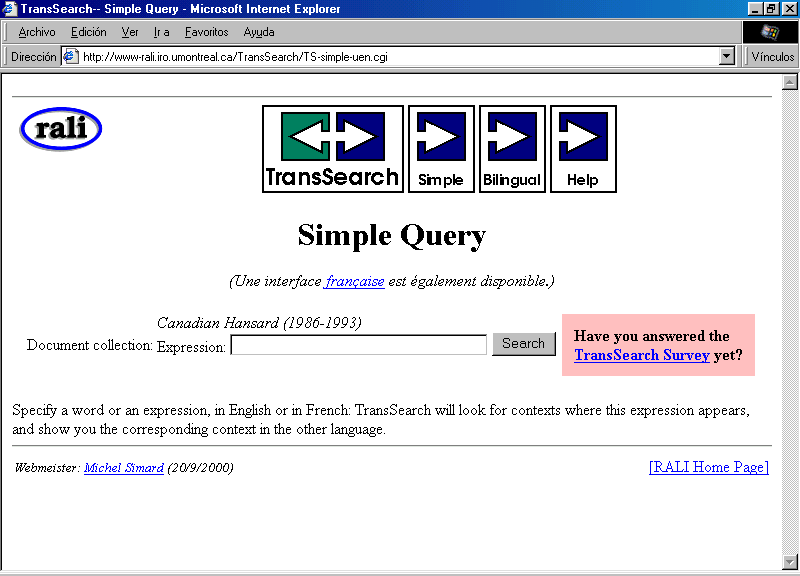 TransSearch-- Simple Query - Microsoft Internet Explorer
Archivo Edición Ver Ir a Favoritos Ayuda
Dirección http://www-rali.iro.umontreal.ca/TransSearch/TS-simple-uen.cgi Vínculos
rali
TransSearch Simple Bilingual Help
Simple Query
(Une interface française est également disponible.)
Canadian Hansard (1986-1993)
Document collection: Expression: Search
Have you answered the
TransSearch Survey yet?
Specify a word or an expression, in English or in French: TransSearch will look for contexts where this expression appears,
and show you the corresponding context in the other language.
Webmeister: Michel Simard (20/9/2000) [RALI Home Page]